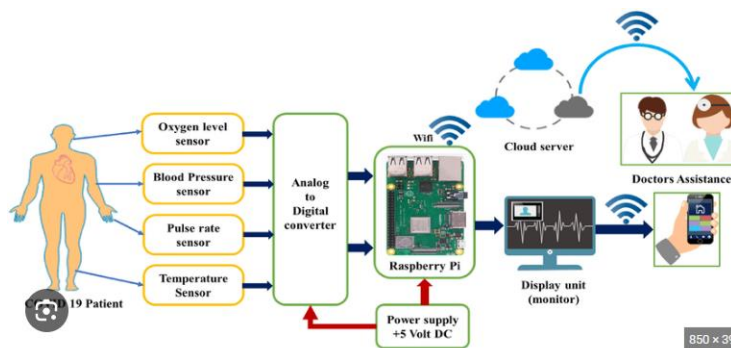 Oxygen level
sensor
Blood Pressure
sensor
Pulse rate
sensor
Temperature
Sensor
19 Patient
Analog
to
Digital
converter
Wifi
Raspberry Pi
Power supply
+5 Volt DC
Cloud server
Doctors Assistance
Display unit
(monitor)
850 × 39